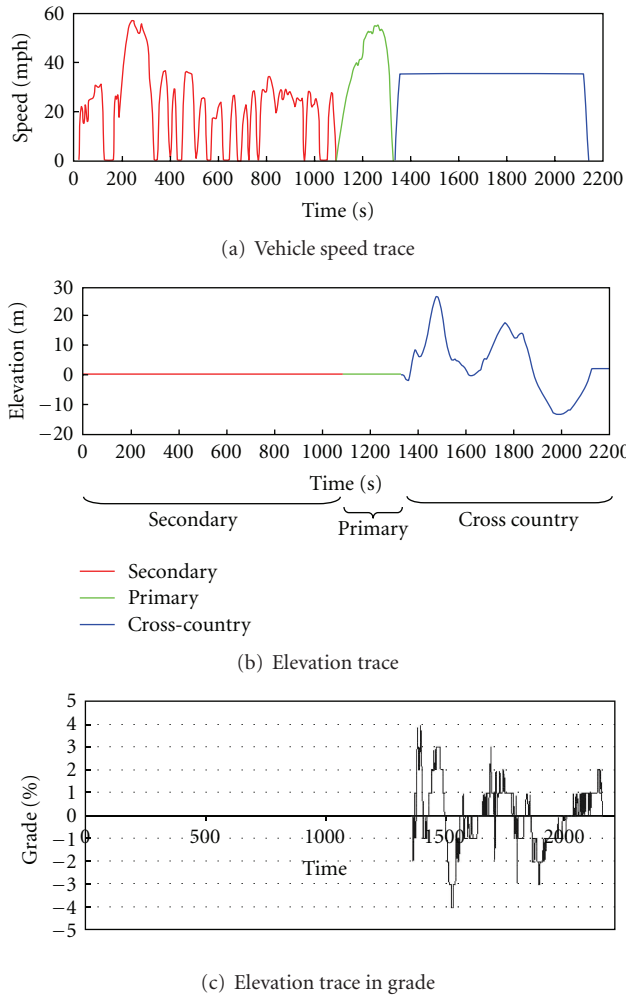 60
40
20
0
Speed (mph)
200 400 600 800 1000 1200 1400 1600 1800 2000 2200
Time (s)
(a) Vehicle speed trace
30
20
10
0
−10
−20
Elevation (m)
0 200 400 600 800 1000 1200 1400 1600 1800 2000 2200
Time (s)
Secondary
Primary
Cross country
Secondary
Primary
Cross-country
(b) Elevation trace
5
4
3
2
1
0
−1
−2
−3
−4
−5
Grade (%)
0 500 1000 1500 2000
Time
(c) Elevation trace in grade